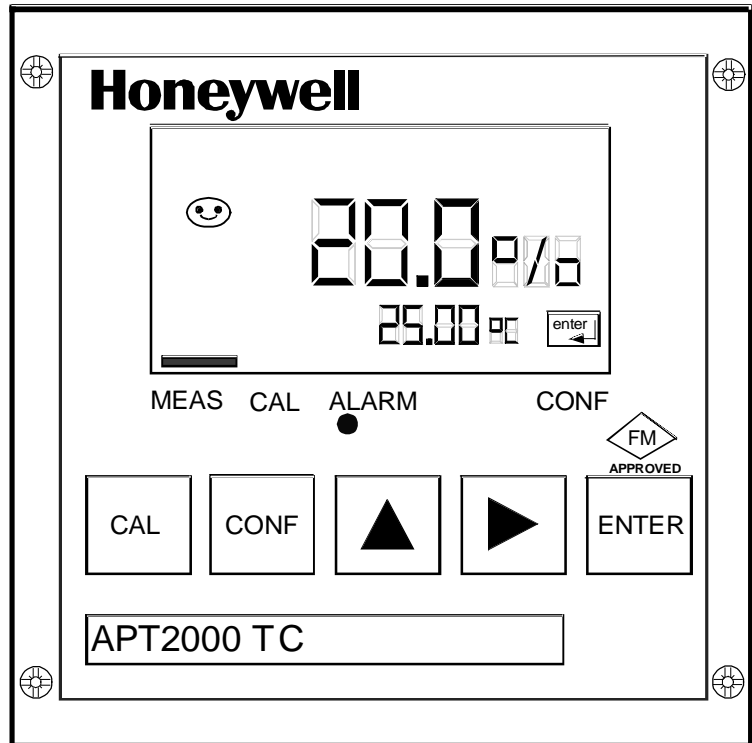 Honeywell
20.0%
25.00 °C
enter
MEAS CAL ALARM CONF
FM
APPROVED
CAL CONF ENTER
APT2000 TC